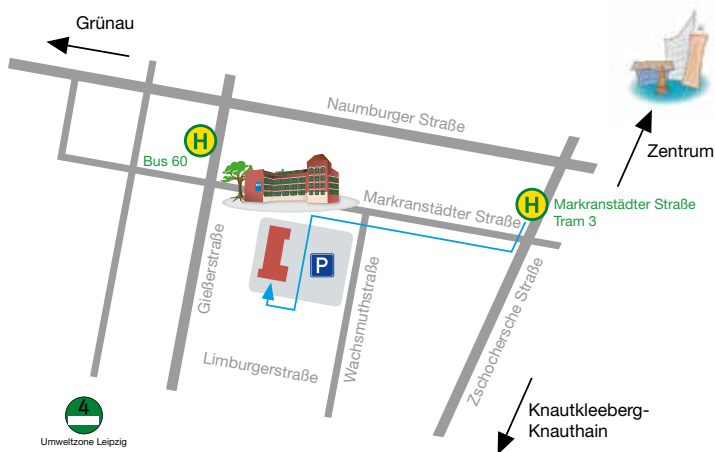 Grünau
Naumburger Straße
H
Bus 60
Zentrum
Markranstädter Straße
H
Markranstädter Straße
Tram 3
Gießerstraße
P
Wachsmuthstraße
Zschochersche Straße
Limburgerstraße
4
Umweltzone Leipzig
Knautkleeberg-
Knauthain